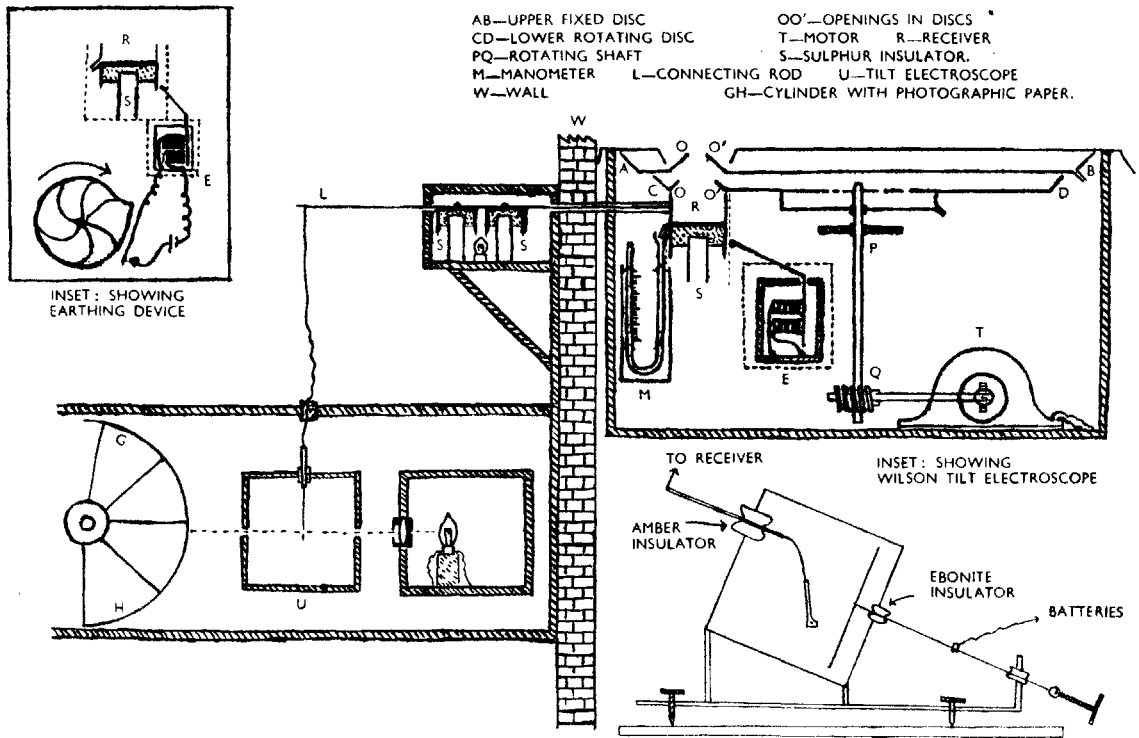 AB—UPPER FIXED DISC OO'—OPENINGS IN DISCS
CD—LOWER ROTATING DISC T—MOTOR R—RECEIVER
PQ—ROTATING SHAFT S—SULPHUR INSULATOR.
M—MANOMETER L—CONNECTING ROD U—TILT ELECTROSCOPE
W—WALL GH—CYLINDER WITH PHOTOGRAPHIC PAPER.
R
S
E
INSET: SHOWING
EARTHING DEVICE
W
L
S
S
O O'
A
B
C
O O'
D
R
P
S
M
E
Q
T
G
H
U
INSET: SHOWING
WILSON TILT ELECTROSCOPE
TO RECEIVER
AMBER
INSULATOR
EBONITE
INSULATOR
BATTERIES